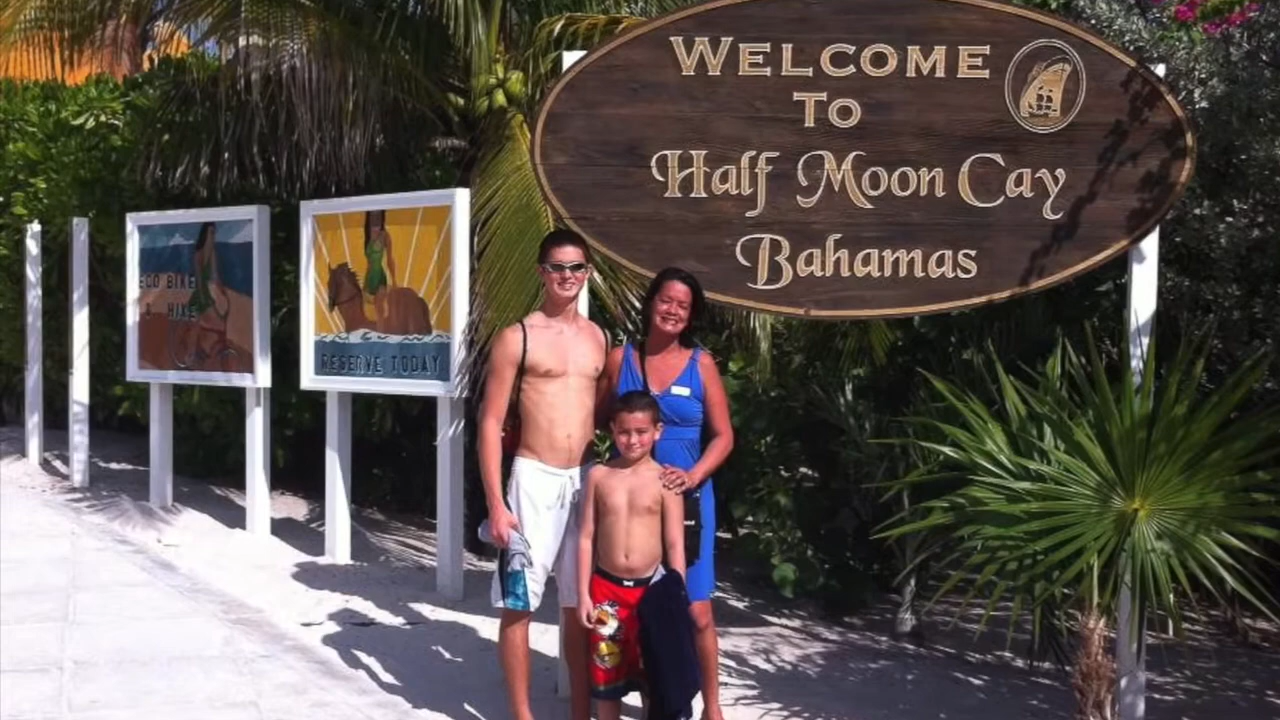 WELCOME
TO
Half Moon Cay
Bahamas
ECO BIKE
& HIKE
RESERVE TODAY